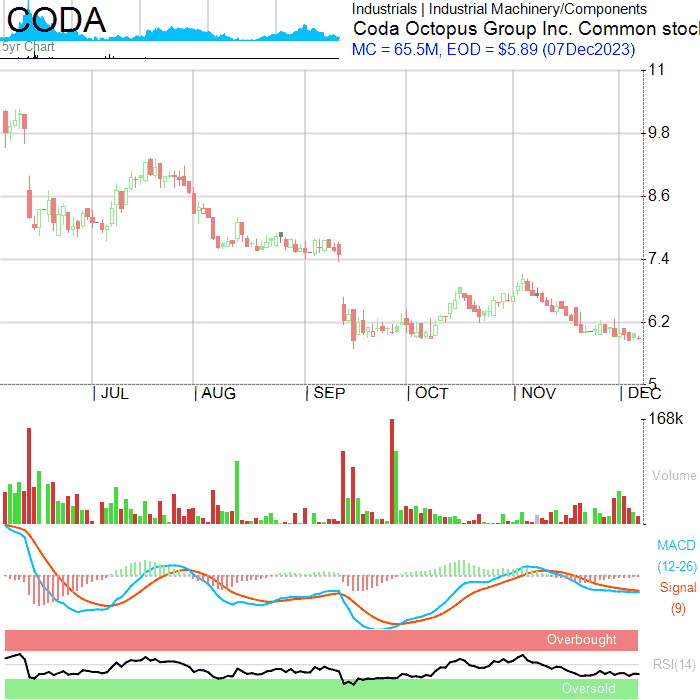 CODA
5yr Chart
Industrials | Industrial Machinery/Components
Coda Octopus Group Inc. Common stoc
MC = 65.5M, EOD = $5.89 (07Dec2023)
11
9.8
8.6
7.4
6.2
5
JUL AUG SEP OCT NOV DEC
168k
Volume
MACD
(12-26)
Signal
(9)
Overbought
RSI(14)
Oversold